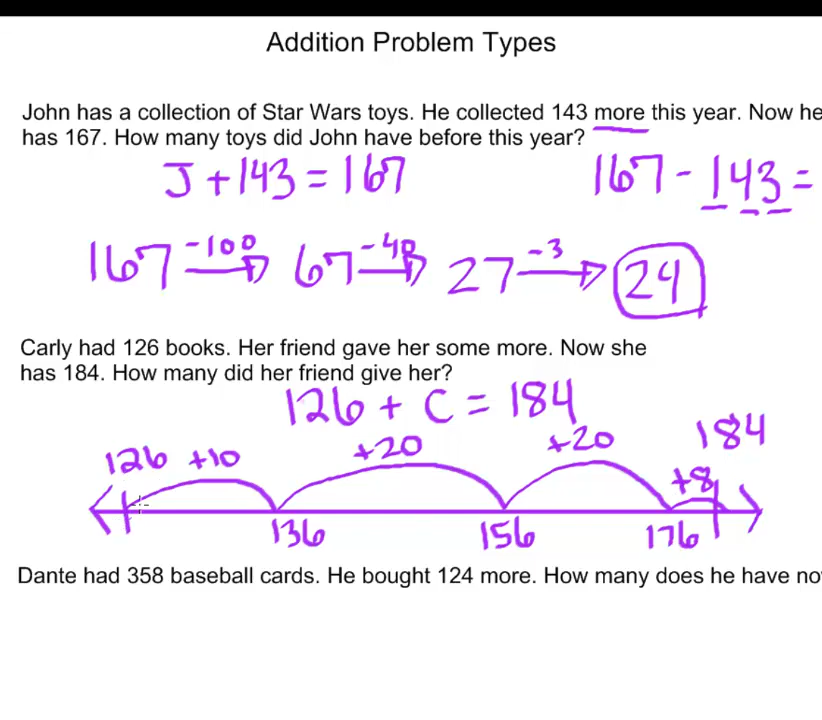 Addition Problem Types
John has a collection of Star Wars toys. He collected 143 more this year. Now he
has 167. How many toys did John have before this year?
J + 143 = 167
167 - 143 =
167 -100 67 -40 27 -3 24
Carly had 126 books. Her friend gave her some more. Now she
has 184. How many did her friend give her?
126 + C = 184
126 +10 +20 +20 +8 184
136 156 176
Dante had 358 baseball cards. He bought 124 more. How many does he have